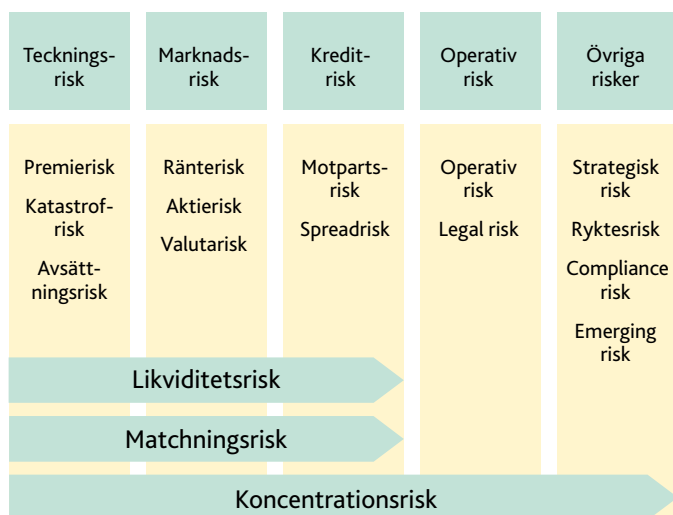 Tecknings-
risk
Marknads-
risk
Kredit-
risk
Operativ
risk
Övriga
risker
Premierisk
Katastrof-
risk
Avsätt-
ningsrisk
Ränterisk
Aktierisk
Valutarisk
Motparts-
risk
Spreadrisk
Operativ
risk
Legal risk
Strategisk
risk
Ryktesrisk
Compliance
risk
Emerging
risk
Likviditetsrisk
Matchningsrisk
Koncentrationsrisk